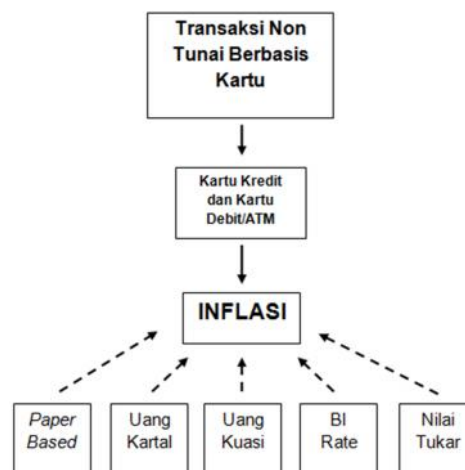 Transaksi Non
Tunai Berbasis
Kartu
Kartu Kredit
dan Kartu
Debit/ATM
INFLASI
Paper
Based
Uang
Kartal
Uang
Kuasi
BI
Rate
Nilai
Tukar